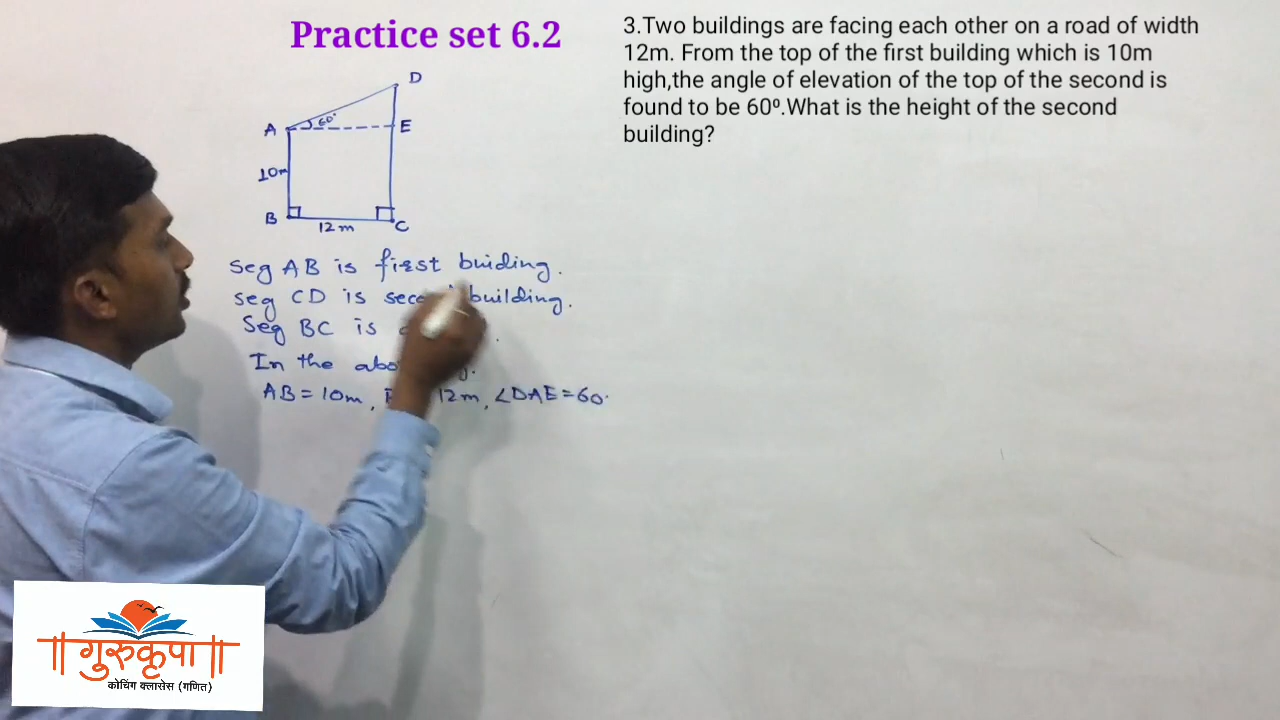 Practice set 6.2
3.Two buildings are facing each other on a road of width
12m. From the top of the first building which is 10m
high,the angle of elevation of the top of the second is
found to be 60⁰.What is the height of the second
building?
D
A 60° E
10m
B C
12 m
seg AB is first buiding.
seg CD is building.
Seg BC is
In the
AB = 10m, 12m, ∠DAE = 60°
|| गुरुकृपा ||
कोचिंग क्लासेस (गणित)